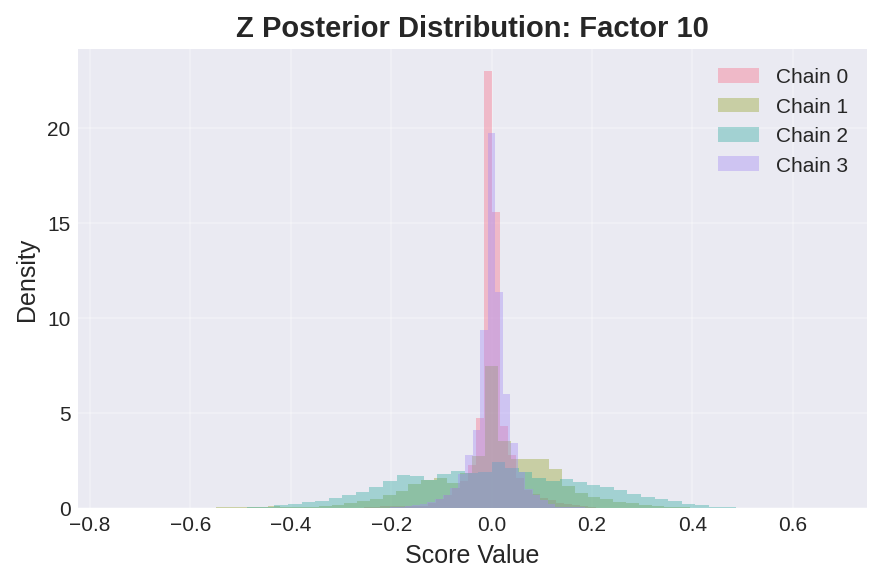 Z Posterior Distribution: Factor 10
Chain 0
Chain 1
Chain 2
Chain 3
20
15
10
5
0
Density
−0.8 −0.6 −0.4 −0.2 0.0 0.2 0.4 0.6
Score Value